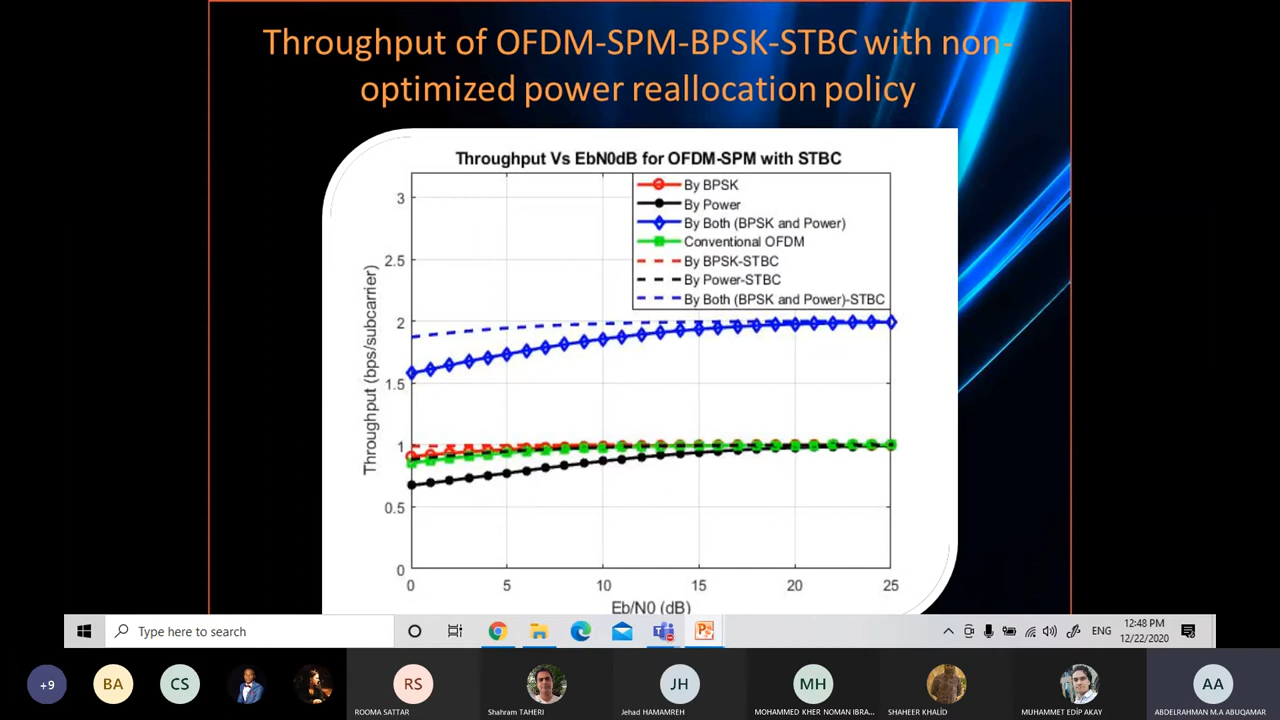 Throughput of OFDM-SPM-BPSK-STBC with non-
optimized power reallocation policy
Throughput Vs EbN0dB for OFDM-SPM with STBC
By BPSK
By Power
By Both (BPSK and Power)
Conventional OFDM
By BPSK-STBC
By Power-STBC
By Both (BPSK and Power)-STBC
Throughput (bps/subcarrier)
3
2.5
2
1.5
1
0.5
0
0 5 10 15 20 25
Eb/N0 (dB)
Type here to search
ENG
12:48 PM
12/22/2020
+9
BA
CS
RS
JH
MH
AA
ROOMA SATTAR
Shahram TAHERI
Jehad HAMAMREH
MOHAMMED KHER NOMAN IBRA...
SHAHEER KHALİD
MUHAMMET EDİP AKAY
ABDELRAHMAN M.A ABUQAMAR